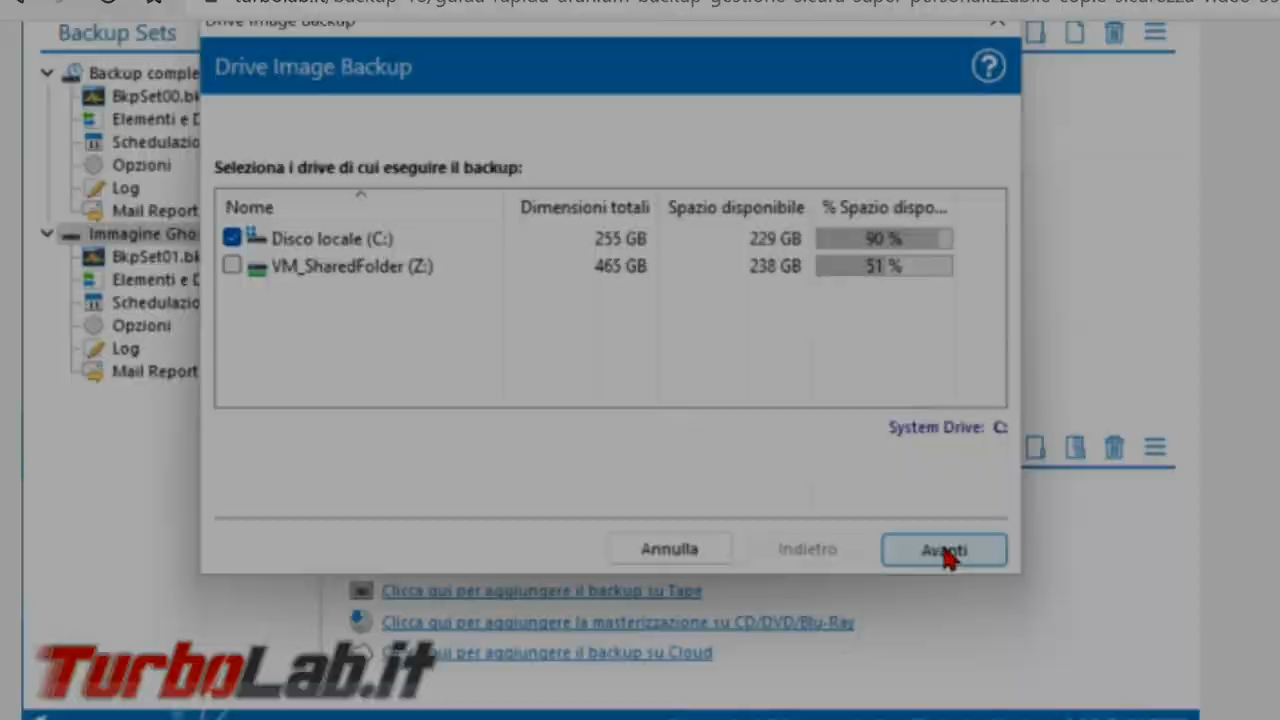 Backup Sets
Backup comple
BkpSet00.bk
Elementi e D
Schedulazio
Opzioni
Log
Mail Report
Immagine Gho
BkpSet01.bk
Elementi e D
Schedulazio
Opzioni
Log
Mail Report
Drive Image Backup
Drive Image Backup
?
Seleziona i drive di cui eseguire il backup:
Nome Dimensioni totali Spazio disponibile % Spazio dispo...
Disco locale (C:) 255 GB 229 GB 90 %
VM_SharedFolder (Z:) 465 GB 238 GB 51 %
System Drive: C:
Annulla Indietro Avanti
Clicca qui per aggiungere il backup su Tape
Clicca qui per aggiungere la masterizzazione su CD/DVD/Blu-Ray
qui per aggiungere il backup su Cloud
TurboLab.it